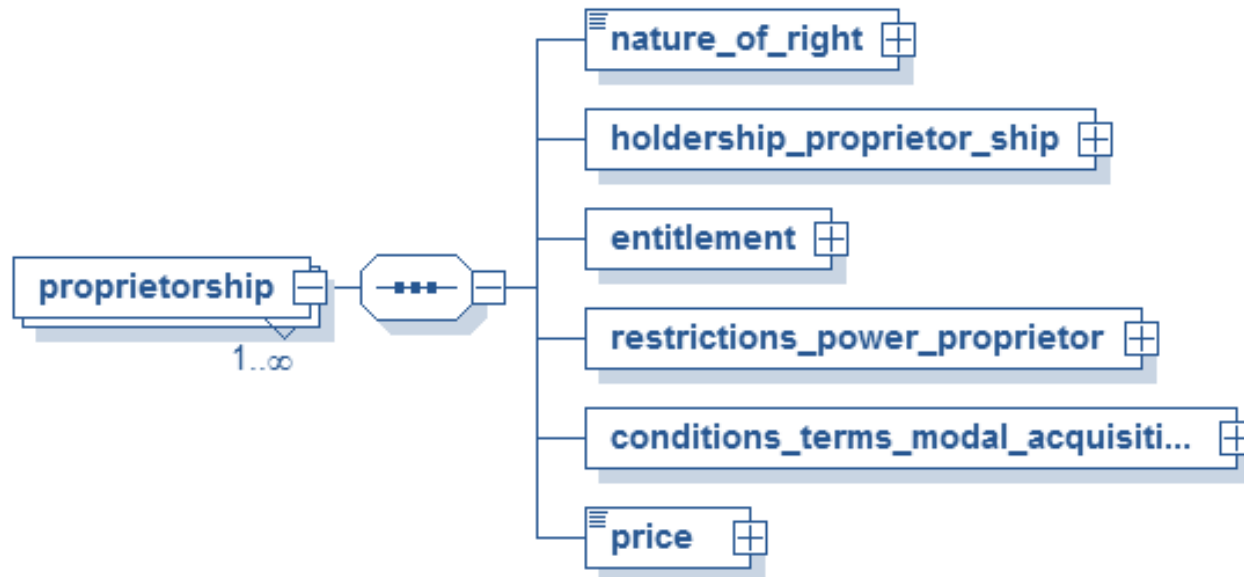 nature_of_right
holdership_proprietor_ship
entitlement
proprietorship
1..∞
restrictions_power_proprietor
conditions_terms_modal_acquisiti...
price